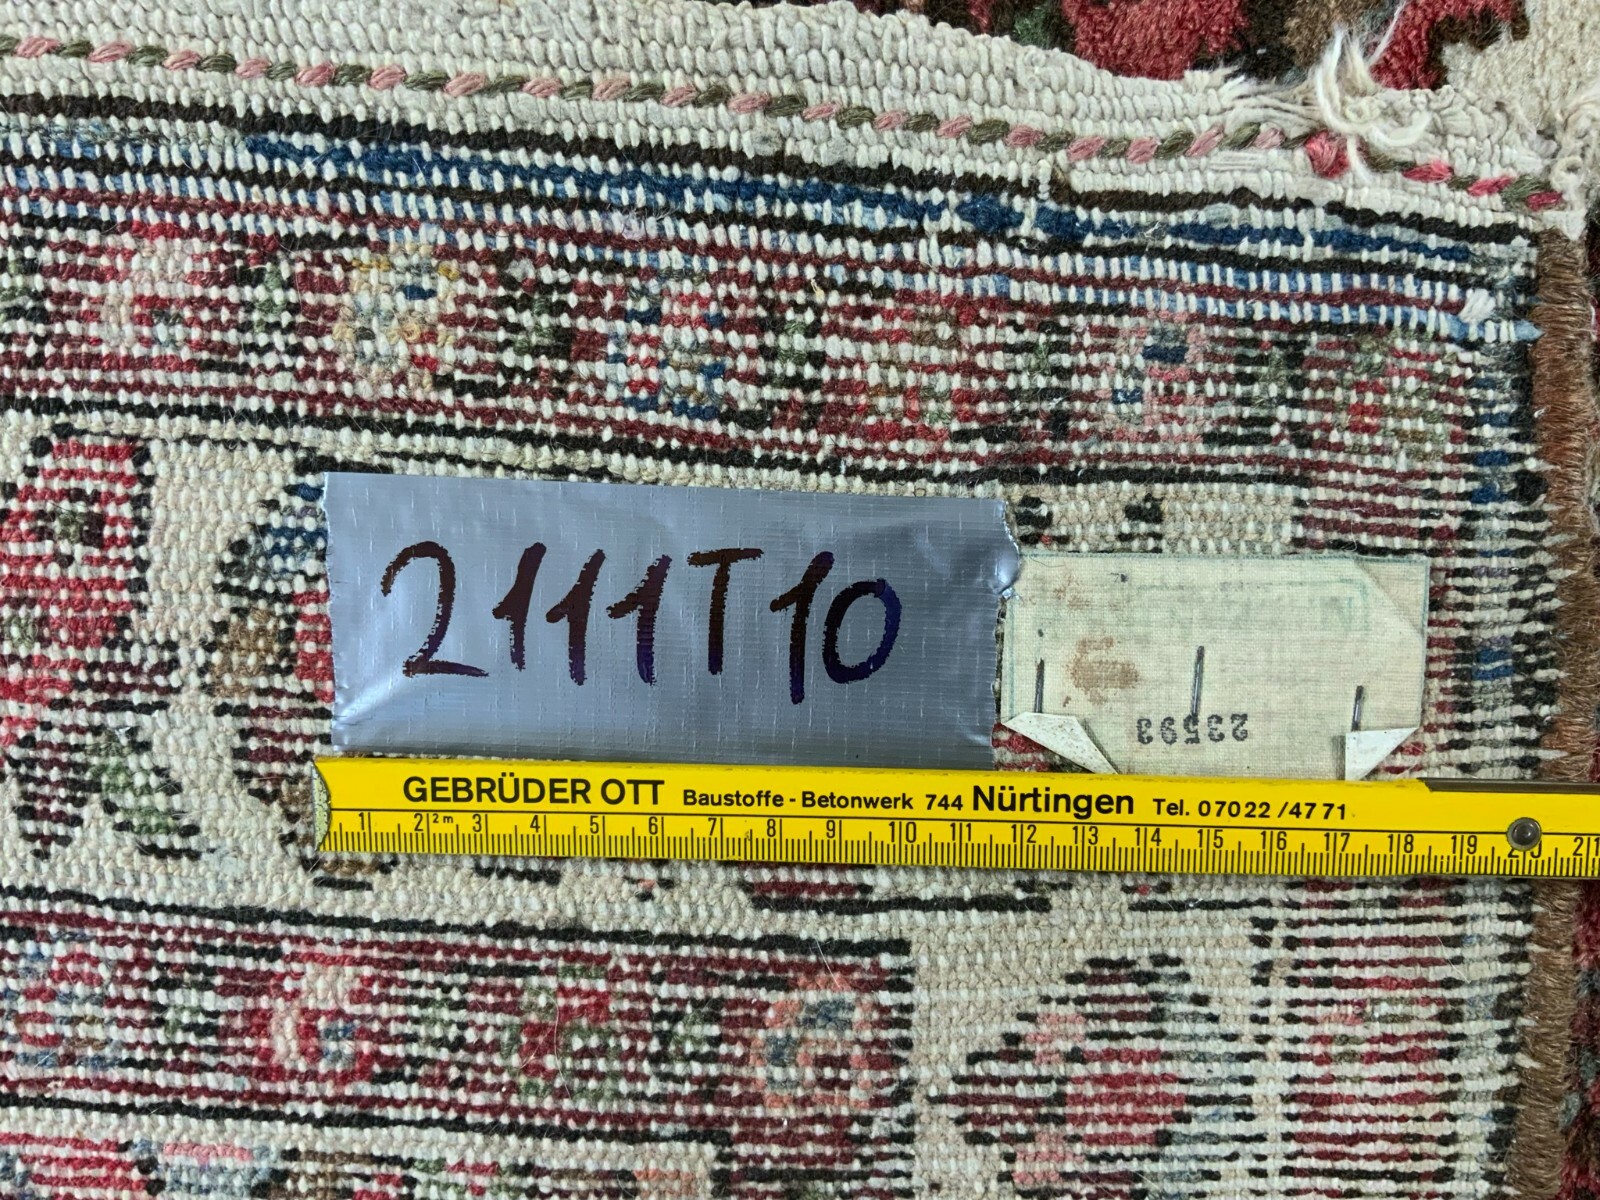 2111T10
23593
GEBRÜDER OTT Baustoffe - Betonwerk 744 Nürtingen Tel. 07022/4771
1 2 2m 3 4 5 6 7 8 9 10 11 12 13 14 15 16 17 18 19 20 21